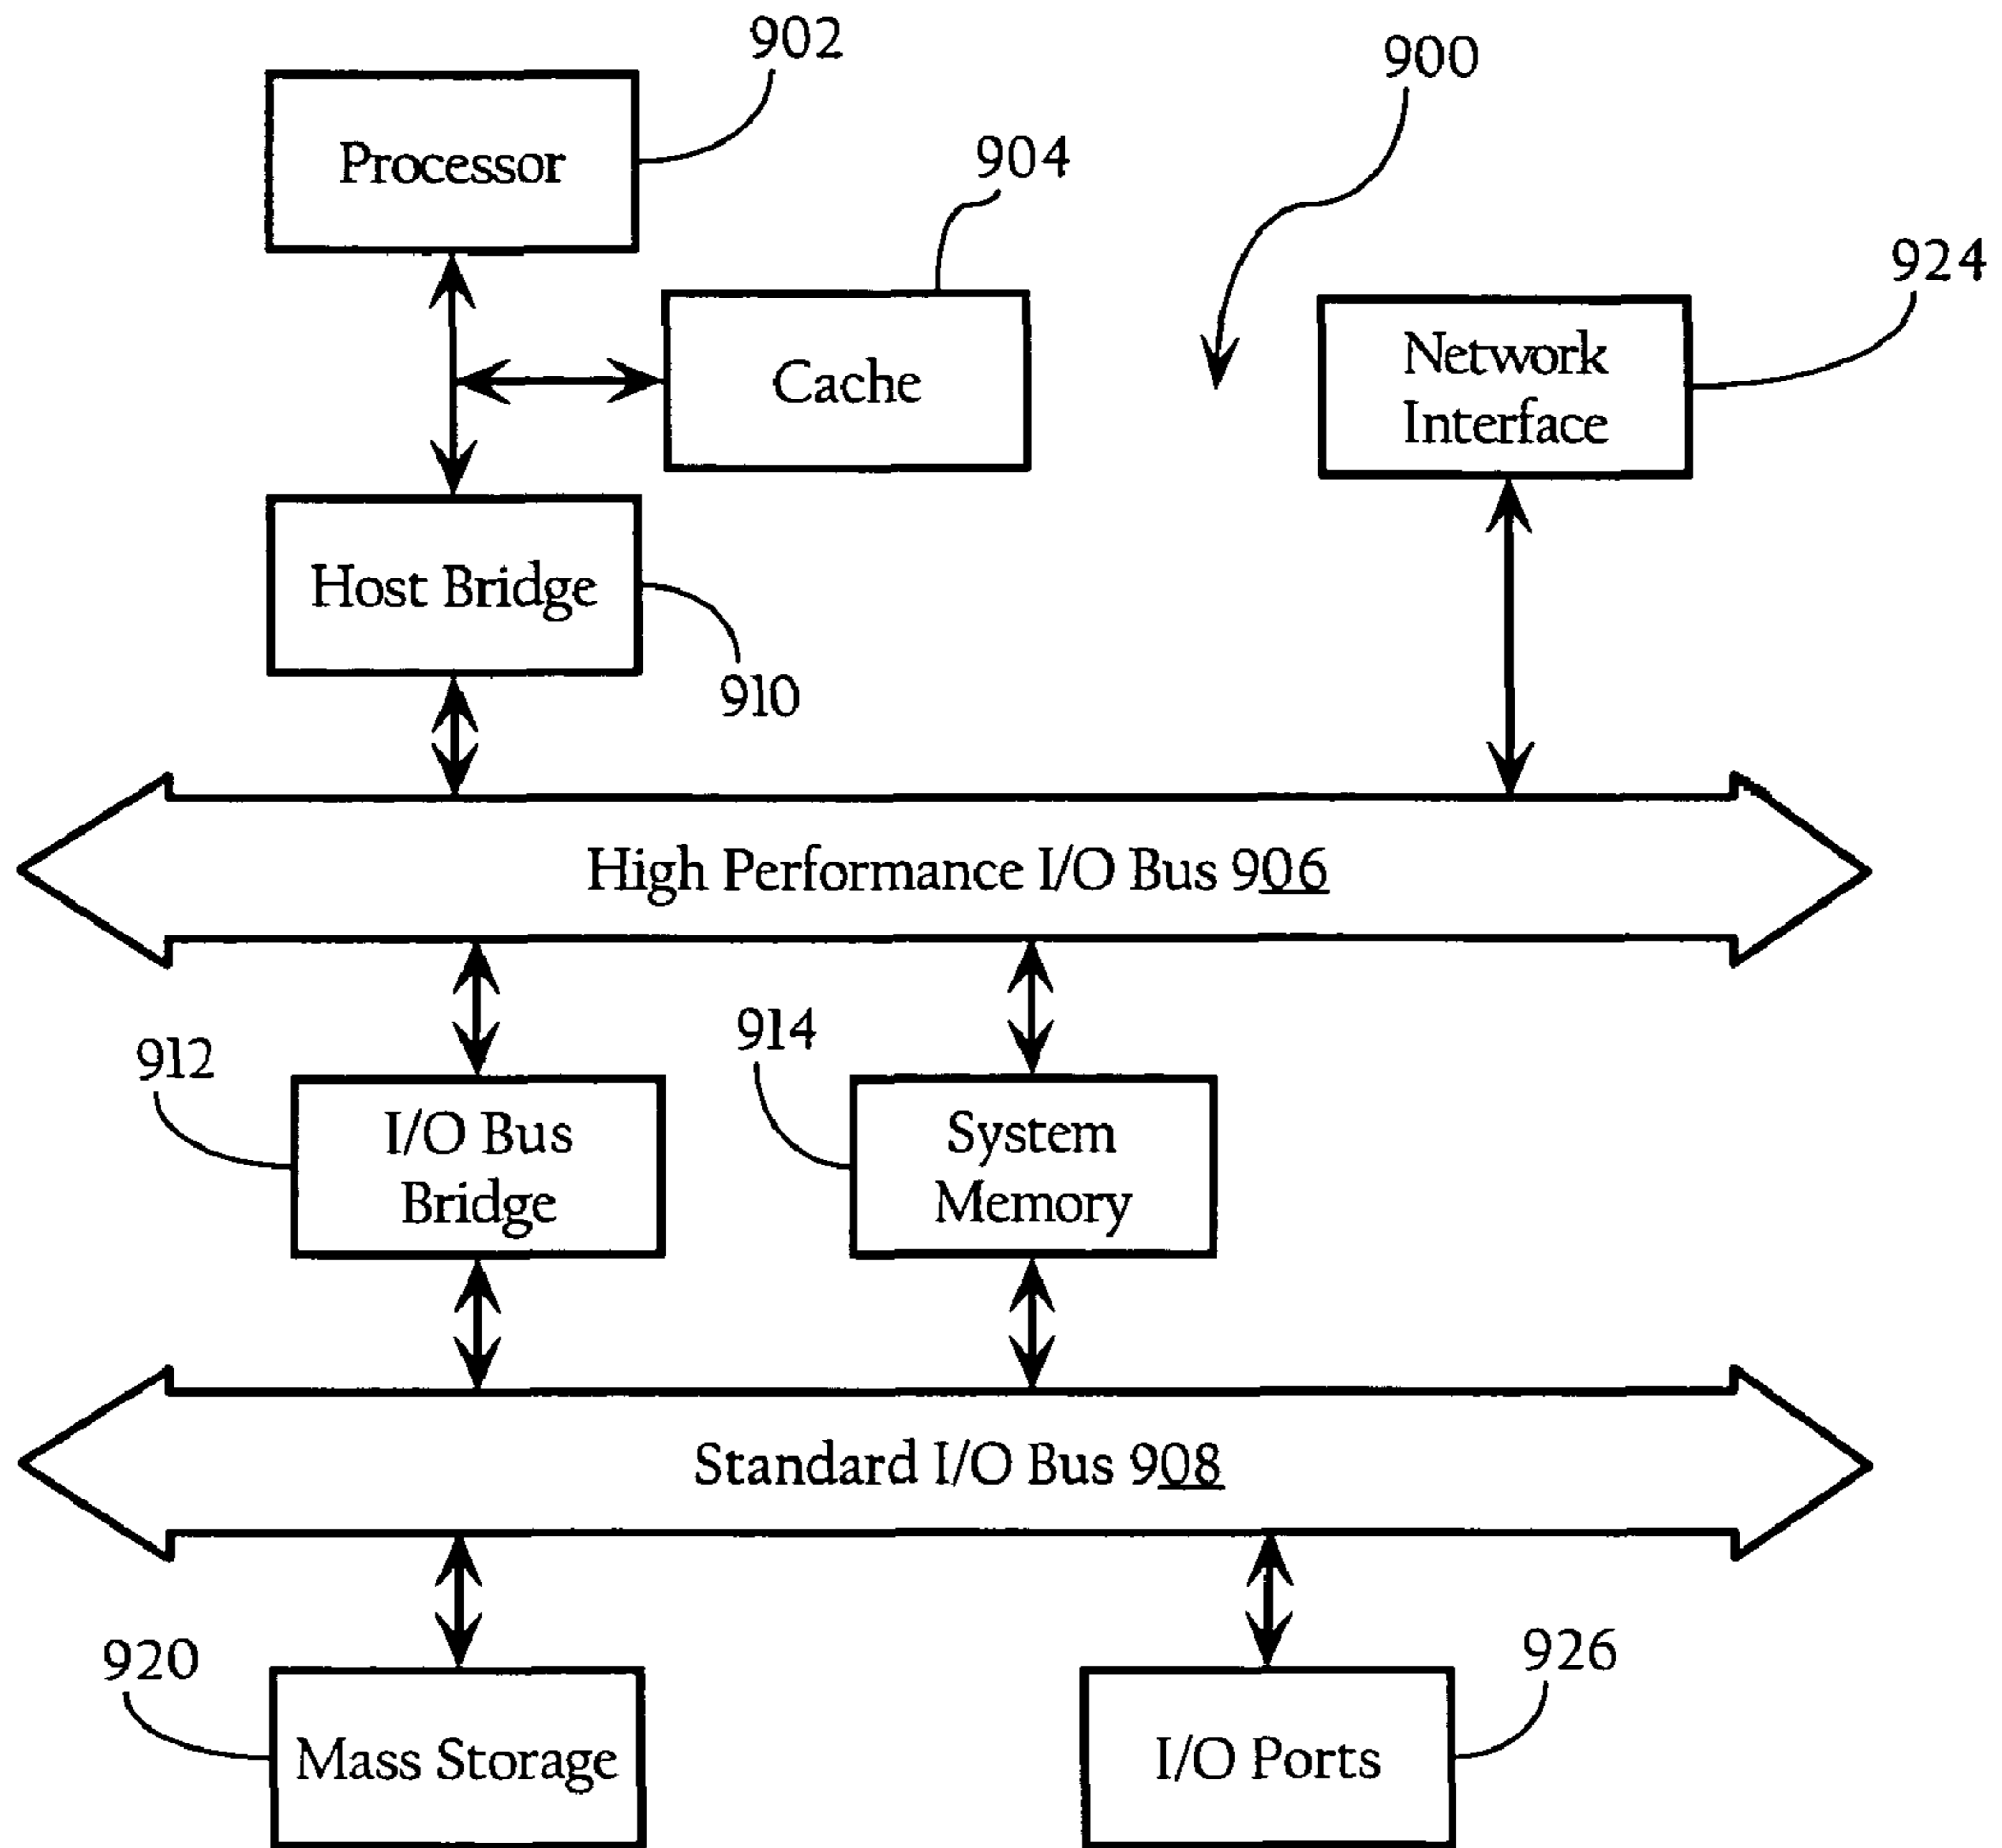 902
900
Processor
904
924
Cache
Network
Interface
Host Bridge
910
High Performance I/O Bus 906
912
914
I/O Bus
Bridge
System
Memory
Standard I/O Bus 908
920
926
Mass Storage
I/O Ports